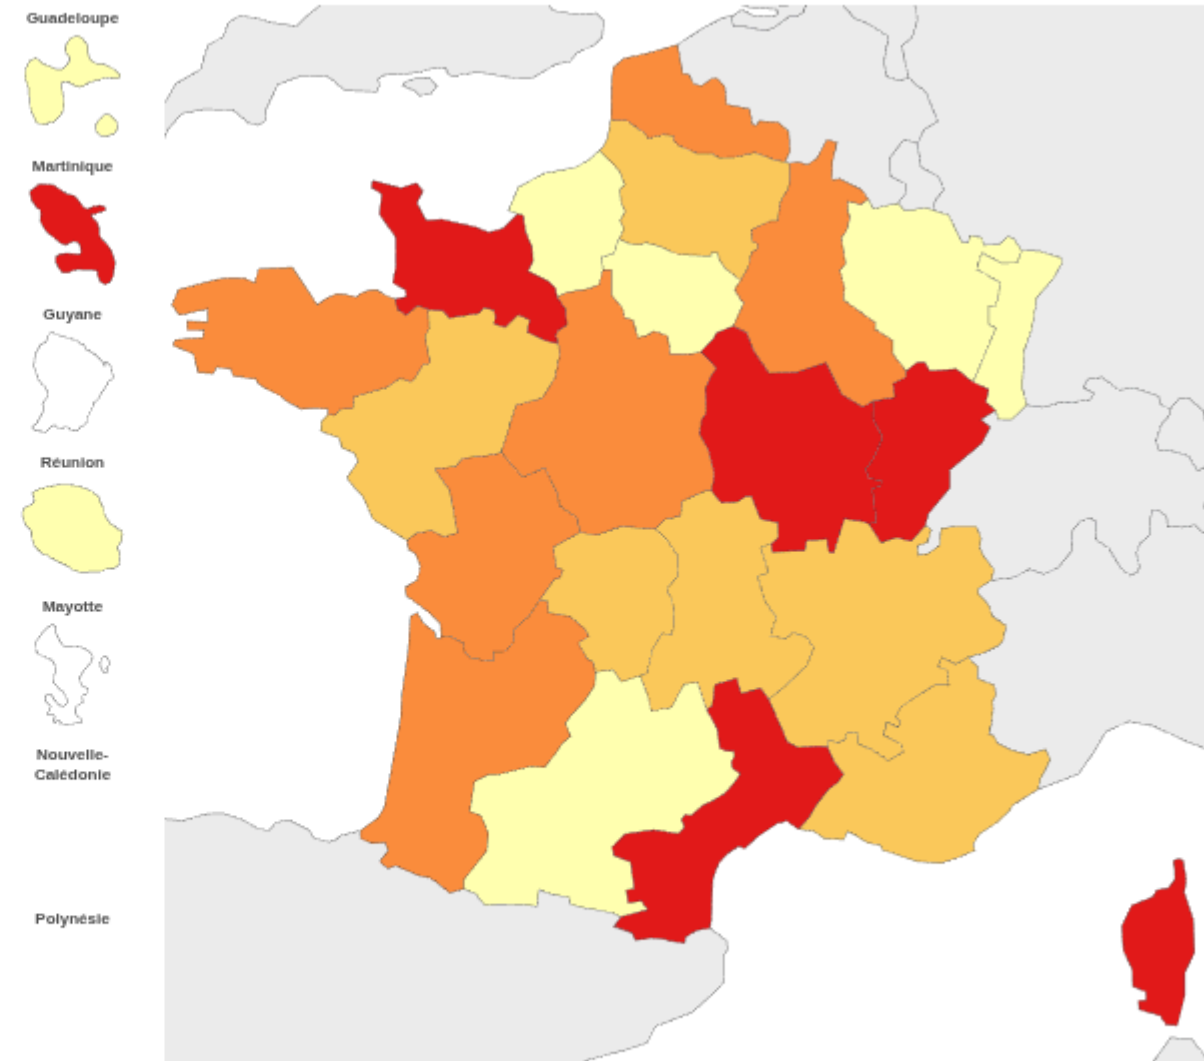 Guadeloupe
Martinique
Guyane
Réunion
Mayotte
Nouvelle-
Calédonie
Polynésie